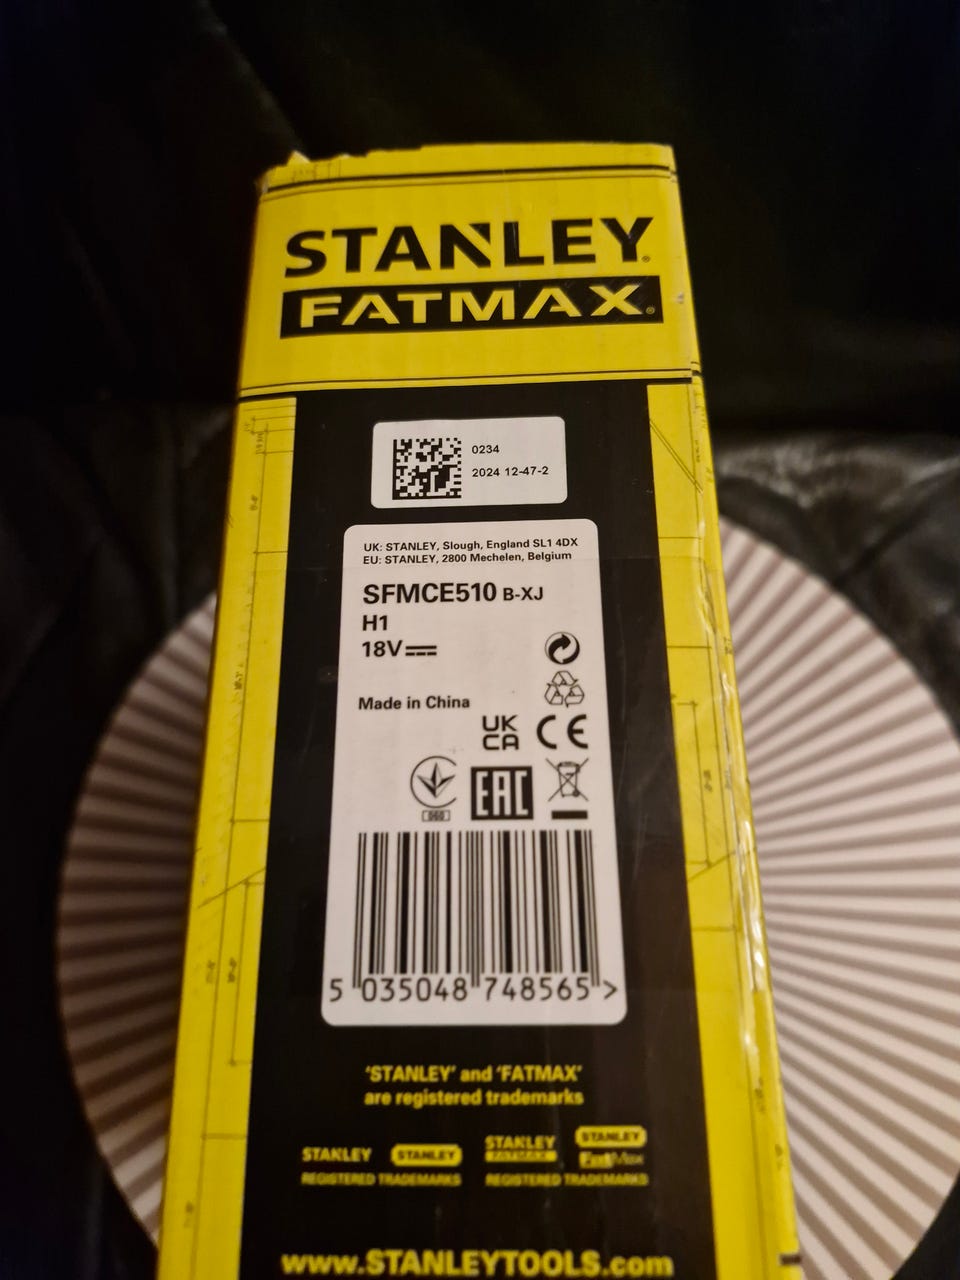 STANLEY®
FATMAX®
0234
2024 12-47-2
UK: STANLEY, Slough, England SL1 4DX
EU: STANLEY, 2800 Mechelen, Belgium
SFMCE510 B-XJ
H1
18V
Made in China
UK
CA CE
EAC
5 035048 748565 >
‘STANLEY’ and ‘FATMAX’
are registered trademarks
STANLEY STANLEY STANLEY FATMAX STANLEY FatMax
REGISTERED TRADEMARKS REGISTERED TRADEMARKS
www.STANLEYTOOLS.com